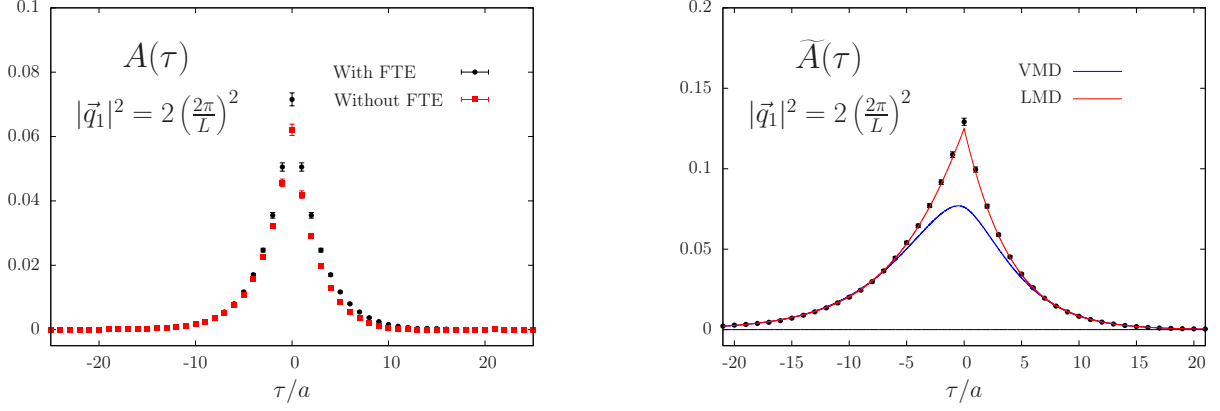 0.1
0.08
0.06
0.04
0.02
0
-20
-10
0
10
20
τ/a
A(τ)
|q⃗₁|² = 2 (2π/L)²
With FTE
Without FTE
0.2
0.15
0.1
0.05
0
-20
-15
-10
-5
0
5
10
15
20
τ/a
Ã(τ)
|q⃗₁|² = 2 (2π/L)²
VMD
LMD